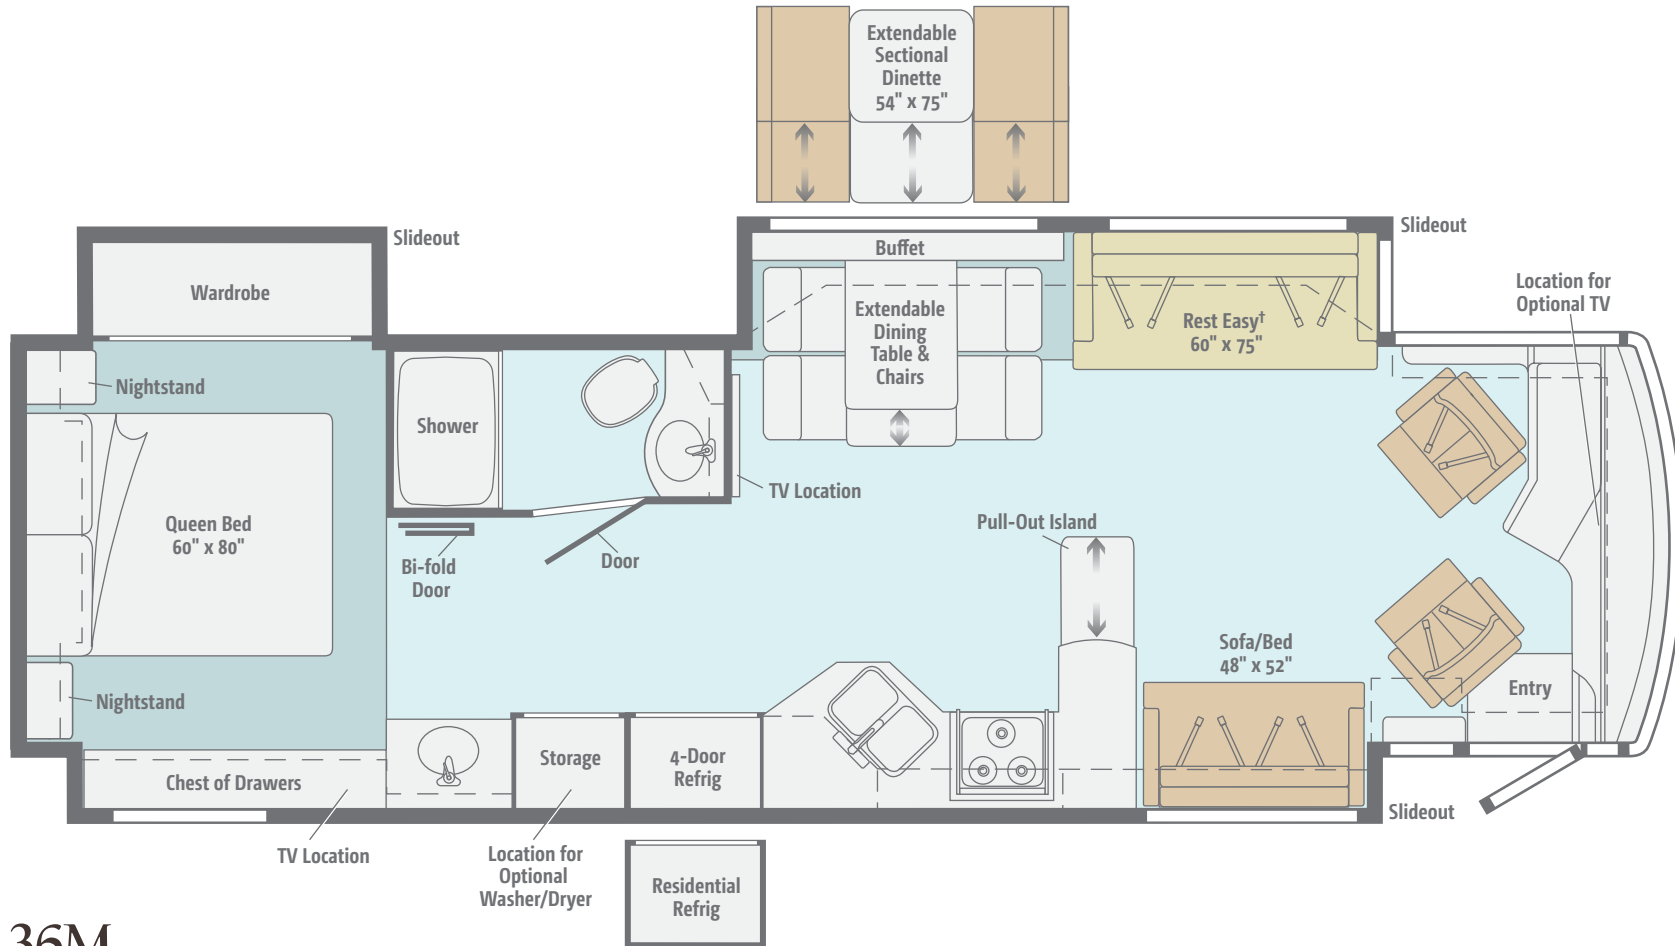 Extendable
Sectional
Dinette
54" x 75"
Slideout
Slideout
Wardrobe
Buffet
Location for
Optional TV
Extendable
Dining
Table &
Chairs
Rest Easy†
60" x 75"
Nightstand
Shower
TV Location
Queen Bed
60" x 80"
Pull-Out Island
Bi-fold
Door
Door
Sofa/Bed
48" x 52"
Nightstand
Entry
Chest of Drawers
Storage
4-Door
Refrig
Slideout
TV Location
Location for
Optional
Washer/Dryer
Residential
Refrig
36M